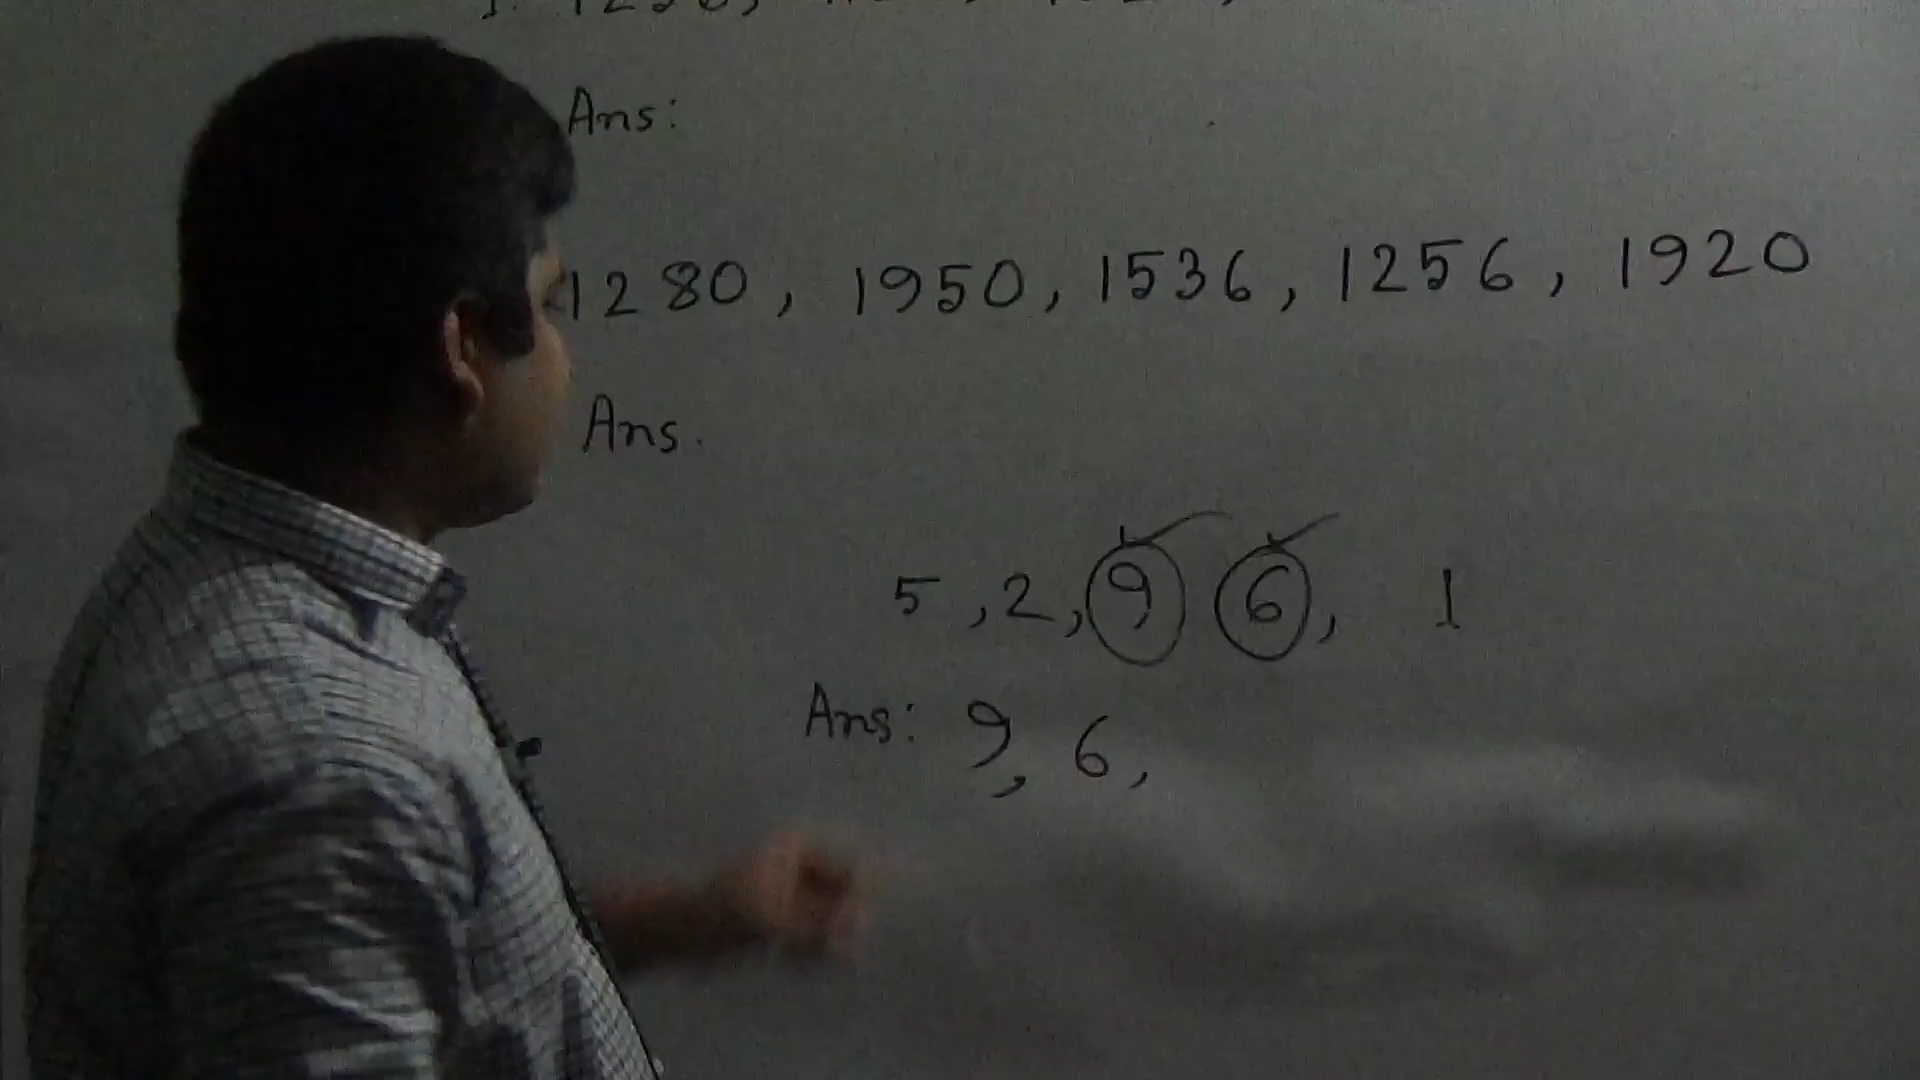 Ans:
1280, 1950, 1536, 1256, 1920
Ans.
5, 2, 9 6, 1
Ans: 9, 6,